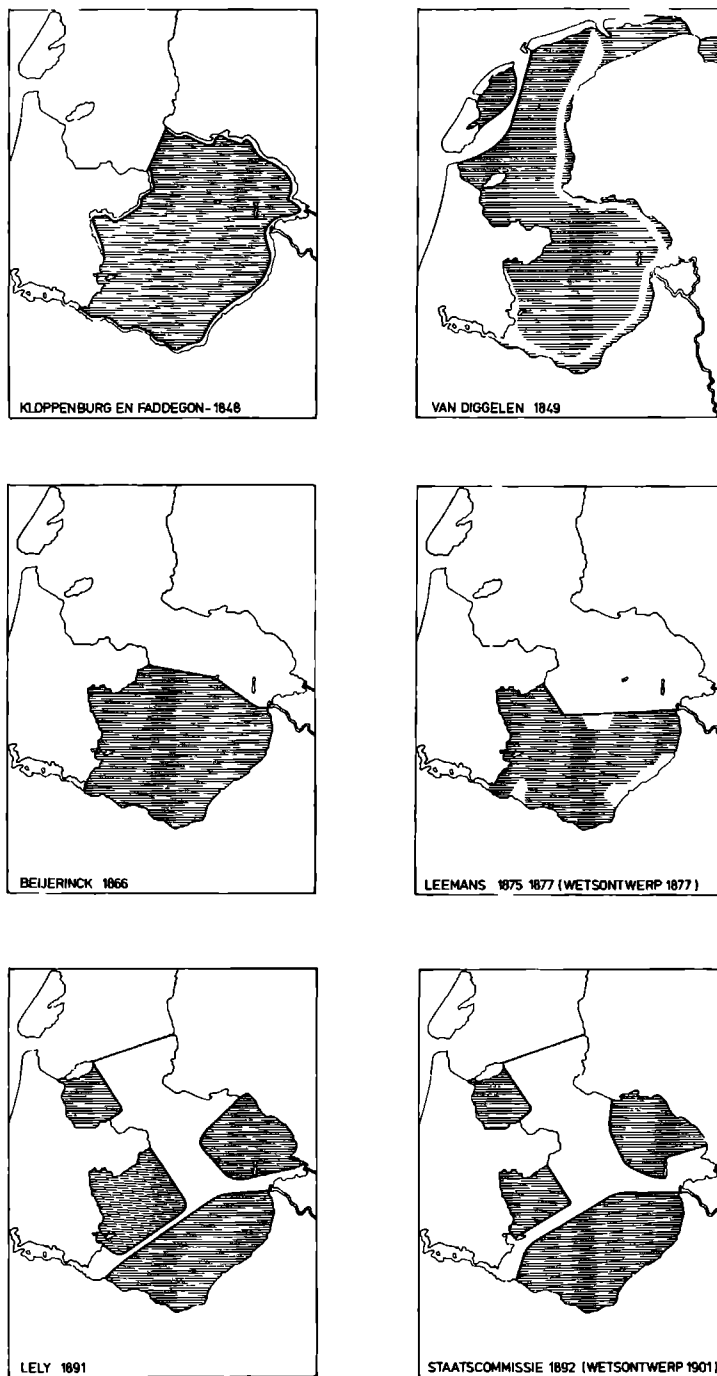 KLOPPENBURG EN FADDEGON-1848
VAN DIGGELEN 1849
BEIJERINCK 1866
LEEMANS 1875 1877 (WETSONTWERP 1877)
LELY 1891
STAATSCOMMISSIE 1892 (WETSONTWERP 1901)